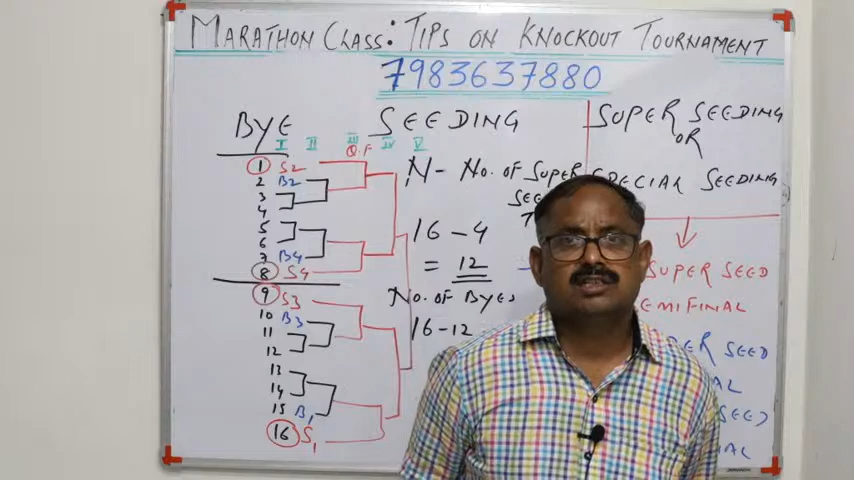 MARATHON CLASS: TIPS ON KNOCKOUT TOURNAMENT
7983637880
BYE
SEEDING
SUPER SEEDING
OR
SPECIAL SEEDING
I II III IV V
Q.F
1 S2
2 B2
3
4
5
6
7 B4
8 S4
9 S3
10 B3
11
12
13
14
15 B1
16 S1
N - No. OF SUPER
16 - 4
= 12
No. OF BYES
16 - 12
SUPER SEED
SEMIFINAL
SEED